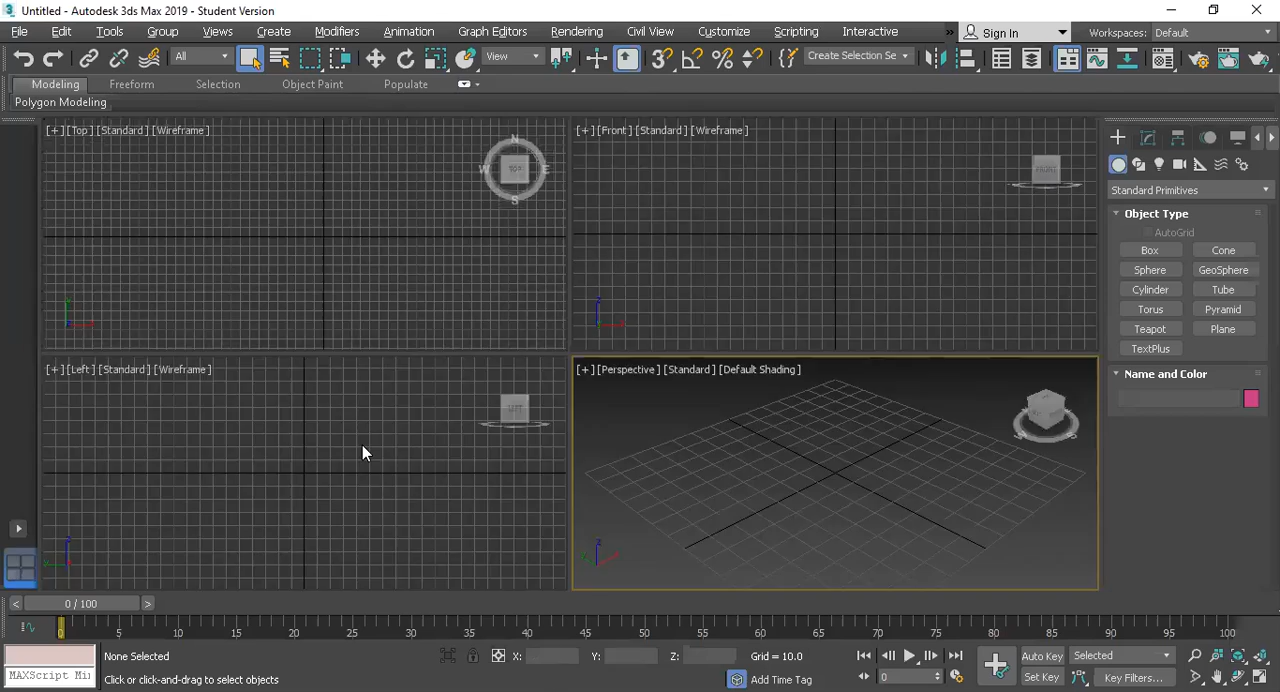 Untitled - Autodesk 3ds Max 2019 - Student Version
File Edit Tools Group Views Create Modifiers Animation Graph Editors Rendering Civil View Customize Scripting Interactive » Sign In Workspaces: Default
All View Create Selection Se
Modeling Freeform Selection Object Paint Populate
Polygon Modeling
[+] [Top] [Standard] [Wireframe]
[+] [Front] [Standard] [Wireframe]
N
W TOP E
S
FRONT
Standard Primitives
Object Type
AutoGrid
Box Cone
Sphere GeoSphere
Cylinder Tube
Torus Pyramid
Teapot Plane
TextPlus
Name and Color
[+] [Left] [Standard] [Wireframe]
[+] [Perspective] [Standard] [Default Shading]
LEFT
< 0 / 100 >
0 5 10 15 20 25 30 35 40 45 50 55 60 65 70 75 80 85 90 95 100
None Selected X: Y: Z: Grid = 10.0 Auto Key Selected
MAXScript Mi Click or click-and-drag to select objects Add Time Tag 0 Set Key Key Filters...